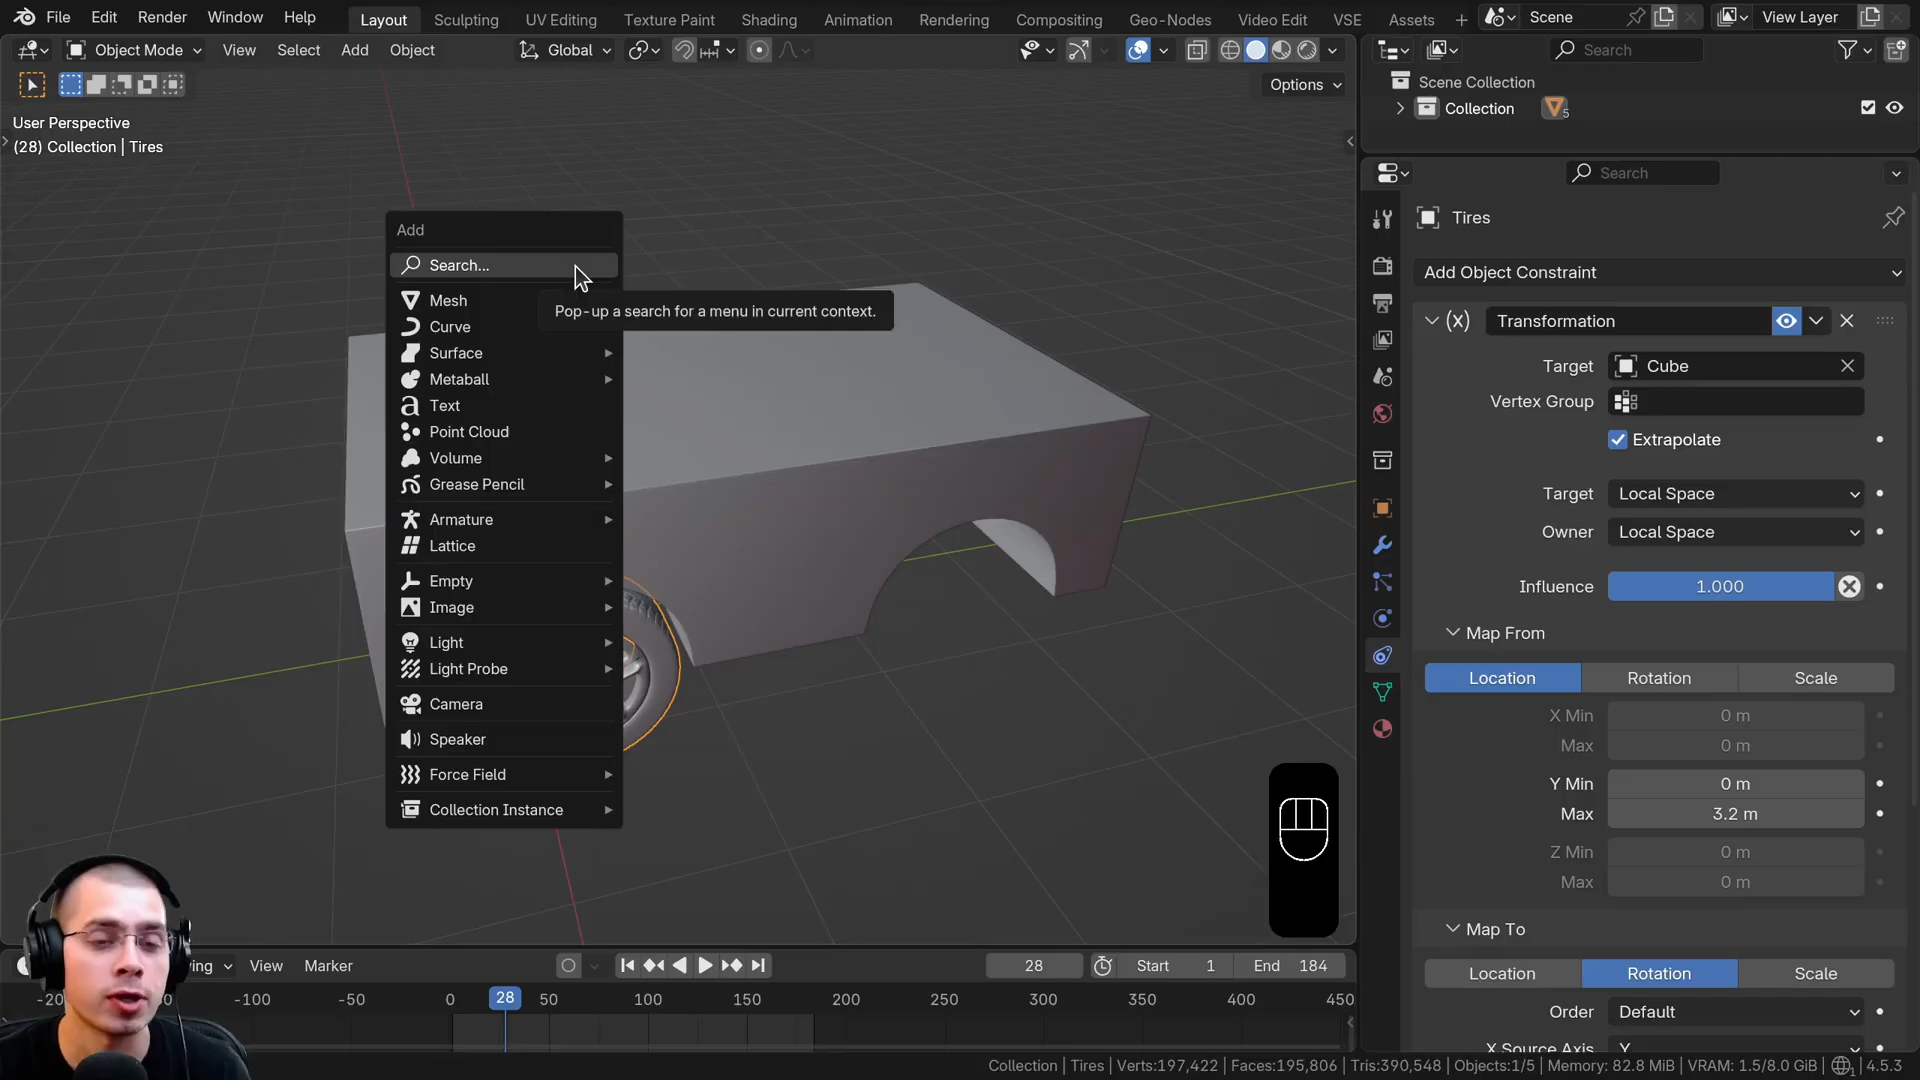 File Edit Render Window Help Layout Sculpting UV Editing Texture Paint Shading Animation Rendering Compositing Geo-Nodes Video Edit VSE Assets + Scene View Layer
Object Mode View Select Add Object Global Search
Options
User Perspective
(28) Collection | Tires
Scene Collection
Collection 5
Search
Tires
Add Object Constraint
(x) Transformation
Target Cube
Vertex Group
Extrapolate
Target Local Space
Owner Local Space
Influence 1.000
Map From
Location Rotation Scale
X Min 0 m
Max 0 m
Y Min 0 m
Max 3.2 m
Z Min 0 m
Max 0 m
Map To
Location Rotation Scale
Order Default
X Source Axis Y
Add
Search...
Pop-up a search for a menu in current context.
Mesh
Curve
Surface
Metaball
Text
Point Cloud
Volume
Grease Pencil
Armature
Lattice
Empty
Image
Light
Light Probe
Camera
Speaker
Force Field
Collection Instance
View Marker 28 Start 1 End 184
-100 -50 0 28 50 100 150 200 250 300 350 400 450
Collection | Tires | Verts:197,422 | Faces:195,806 | Tris:390,548 | Objects:1/5 | Memory: 82.8 MiB | VRAM: 1.5/8.0 GiB | 4.5.3